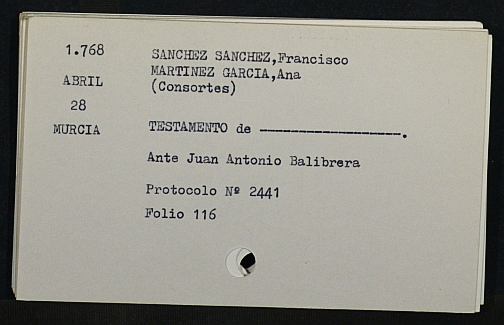 1.768
ABRIL
28
MURCIA
SANCHEZ SANCHEZ,Francisco
MARTINEZ GARCIA,Ana
(Consortes)
TESTAMENTO de ------------------.
Ante Juan Antonio Balibrera
Protocolo Nº 2441
Folio 116